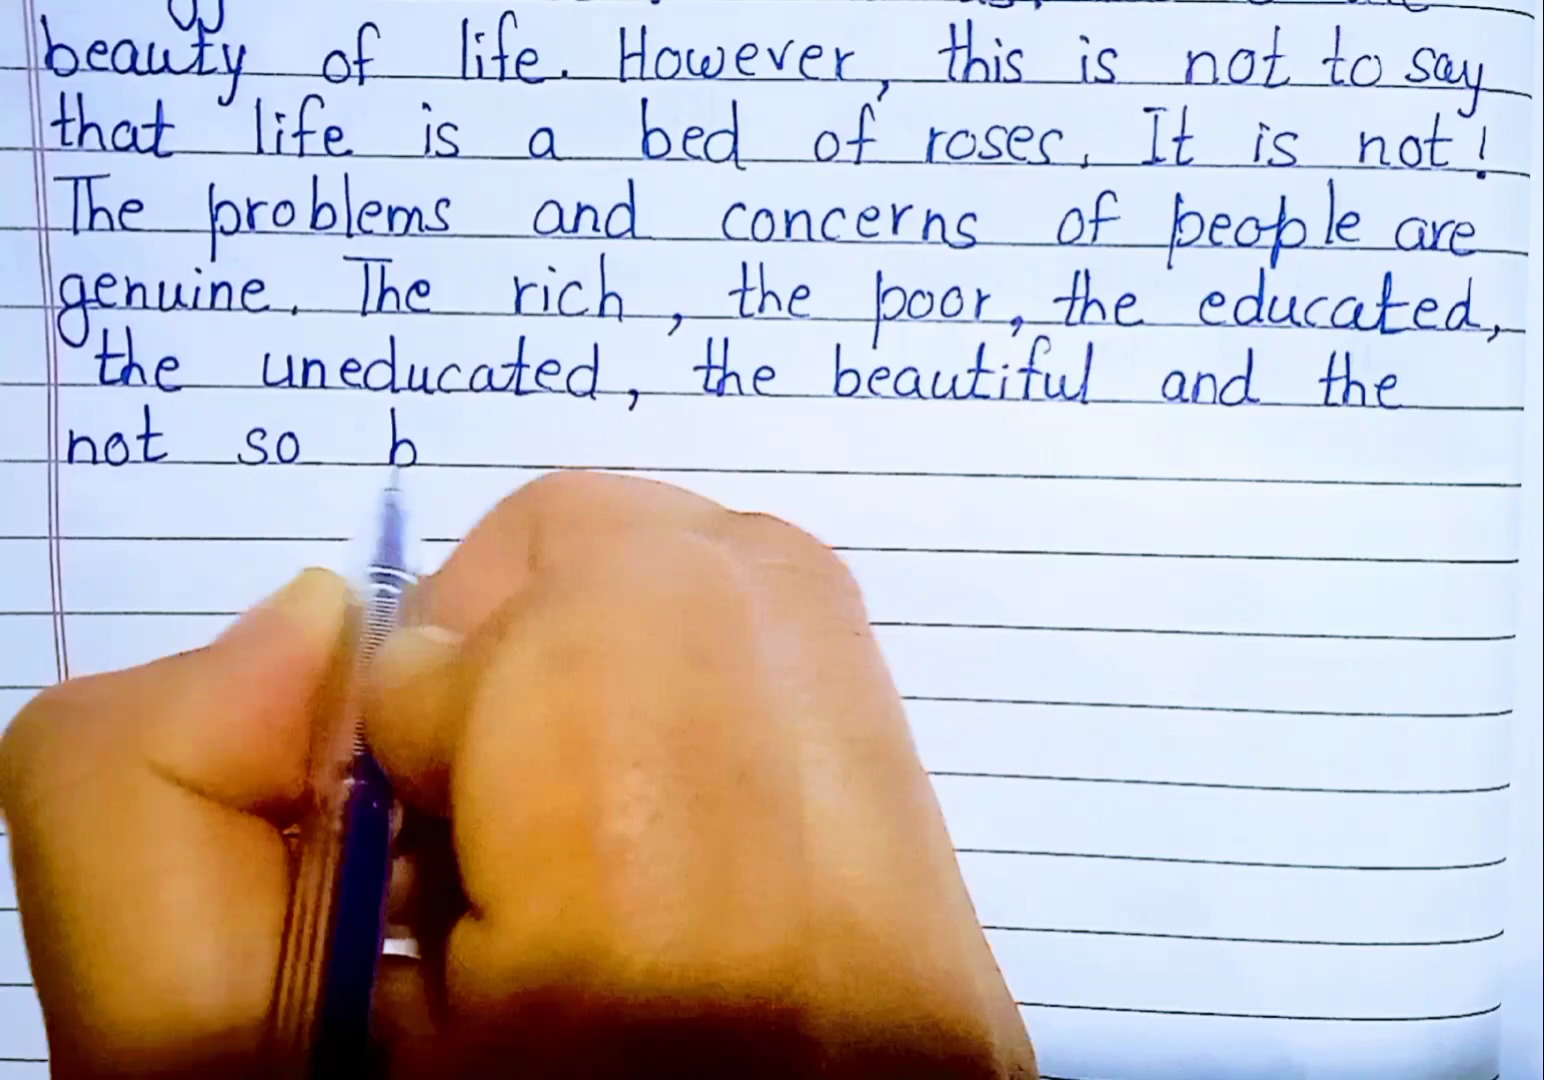 beauty of life. However, this is not to say
that life is a bed of roses. It is not!
The problems and concerns of people are
genuine. The rich, the poor, the educated,
the uneducated, the beautiful and the
not so b